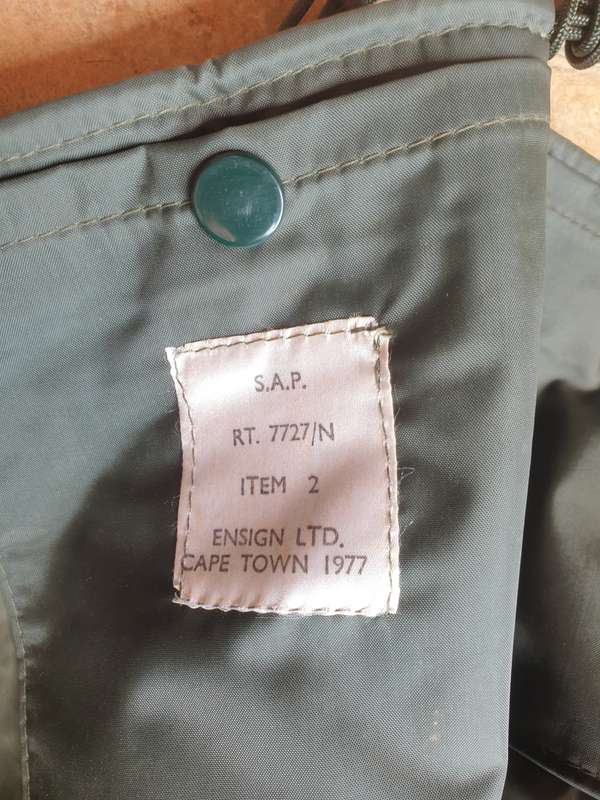 S.A.P.
RT. 7727/N
ITEM 2
ENSIGN LTD.
CAPE TOWN 1977